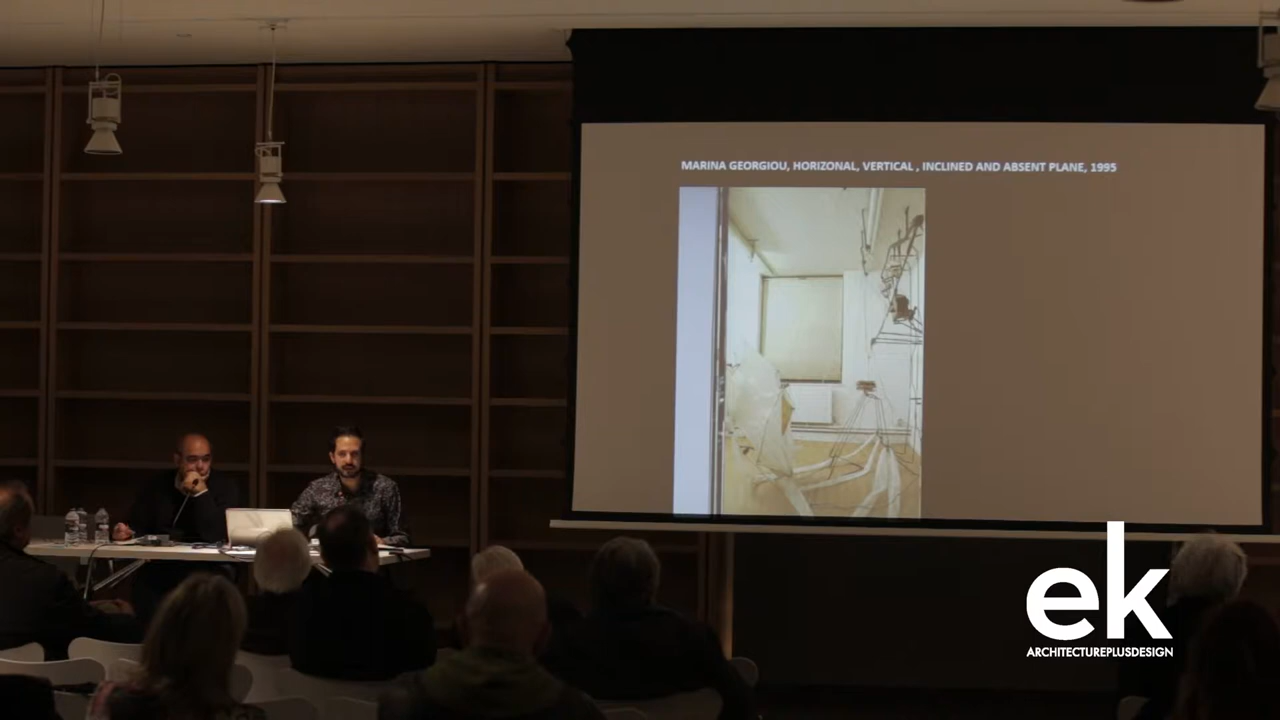 MARINA GEORGIOU, HORIZONAL, VERTICAL , INCLINED AND ABSENT PLANE, 1995
ek
ARCHITECTUREPLUSDESIGN